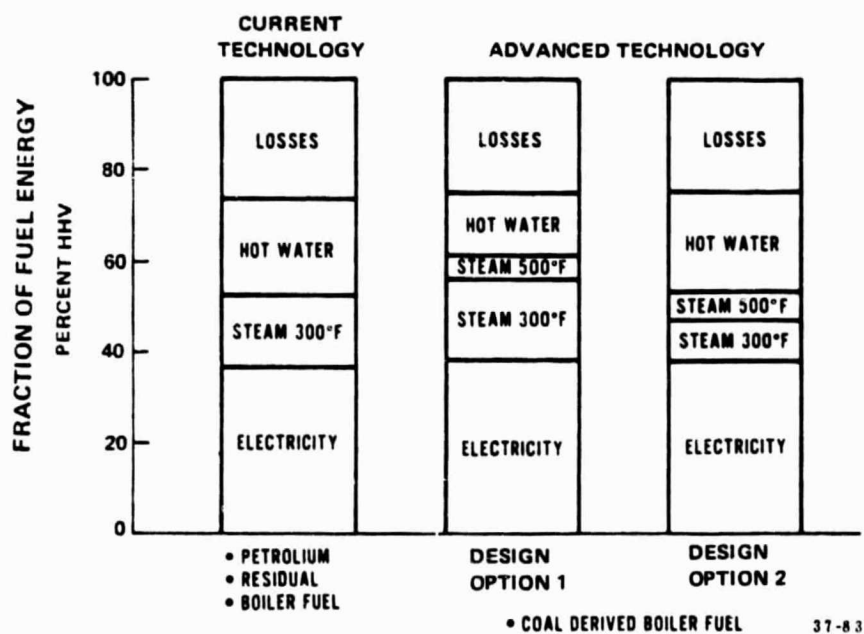 CURRENT
TECHNOLOGY
ADVANCED TECHNOLOGY
FRACTION OF FUEL ENERGY
PERCENT HHV
100
80
60
40
20
0
LOSSES
HOT WATER
STEAM 300°F
ELECTRICITY
LOSSES
HOT WATER
STEAM 500°F
STEAM 300°F
ELECTRICITY
LOSSES
HOT WATER
STEAM 500°F
STEAM 300°F
ELECTRICITY
• PETROLIUM
• RESIDUAL
• BOILER FUEL
DESIGN
OPTION 1
DESIGN
OPTION 2
• COAL DERIVED BOILER FUEL
37-83